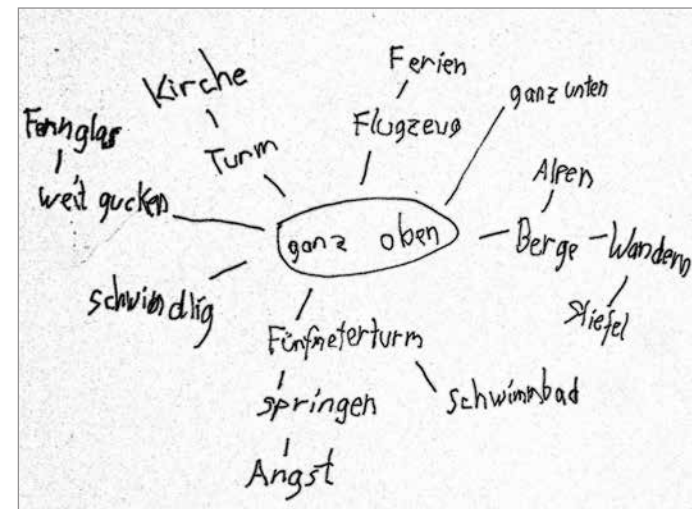 Ferien
Kirche
ganz unten
Flugzeug
Fernglas
Turm
Alpen
weit gucken
ganz oben
Berge
Wandern
schwindlig
Stiefel
Fünfmeterturm
springen
Schwimmbad
Angst